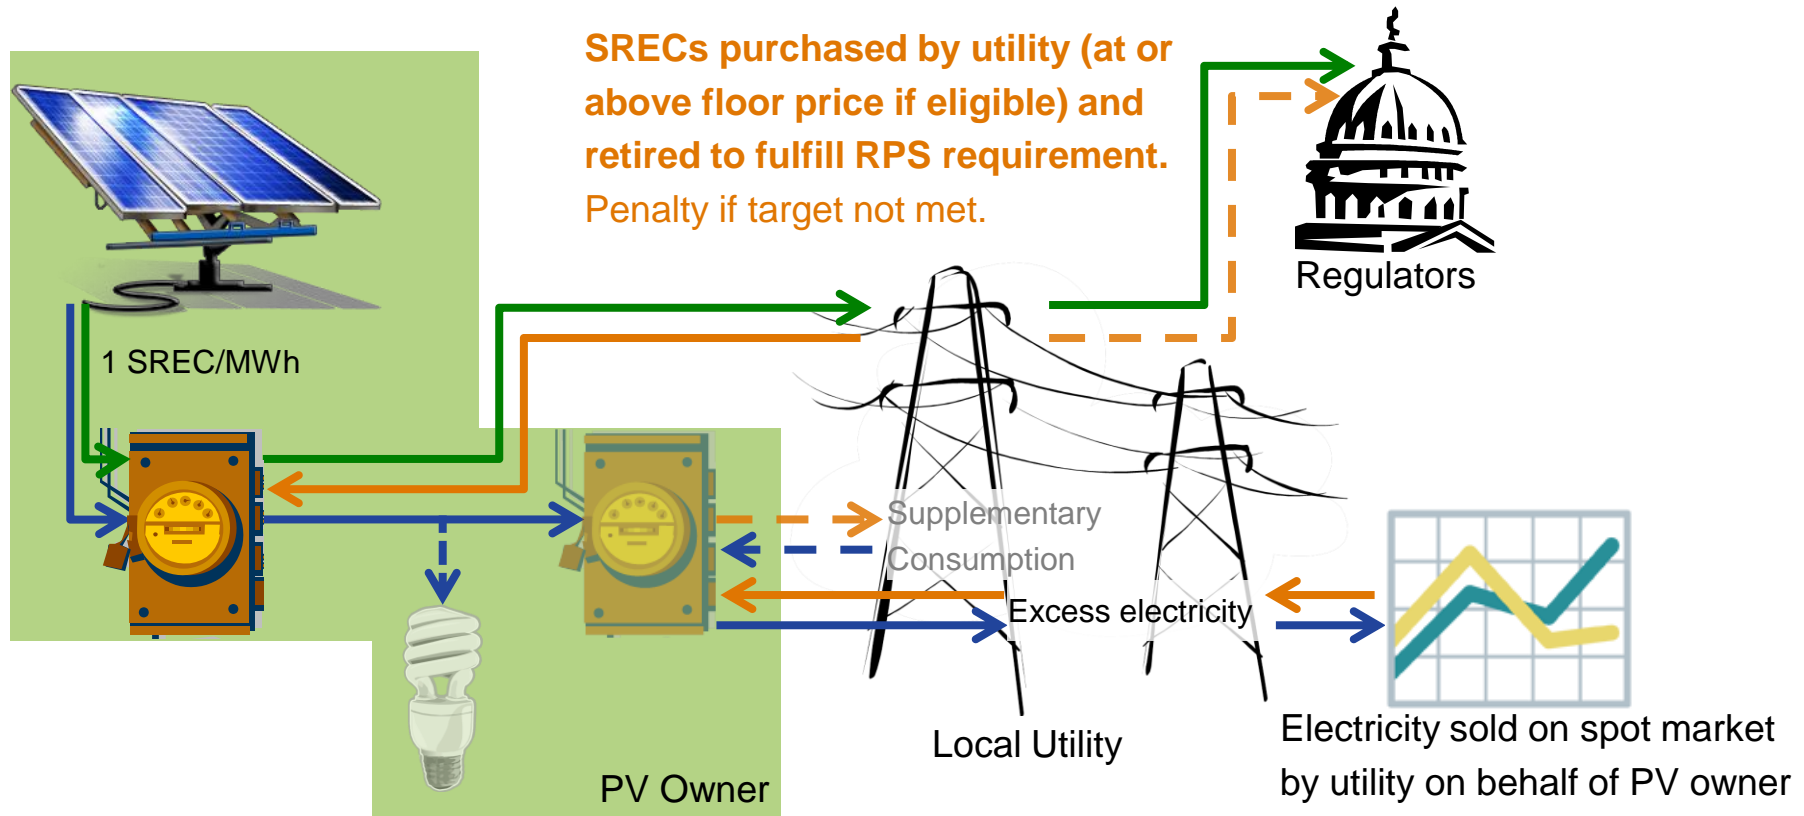 SRECs purchased by utility (at or
above floor price if eligible) and
retired to fulfill RPS requirement.
Penalty if target not met.
Regulators
1 SREC/MWh
Supplementary
Consumption
Excess electricity
Local Utility
PV Owner
Electricity sold on spot market
by utility on behalf of PV owner